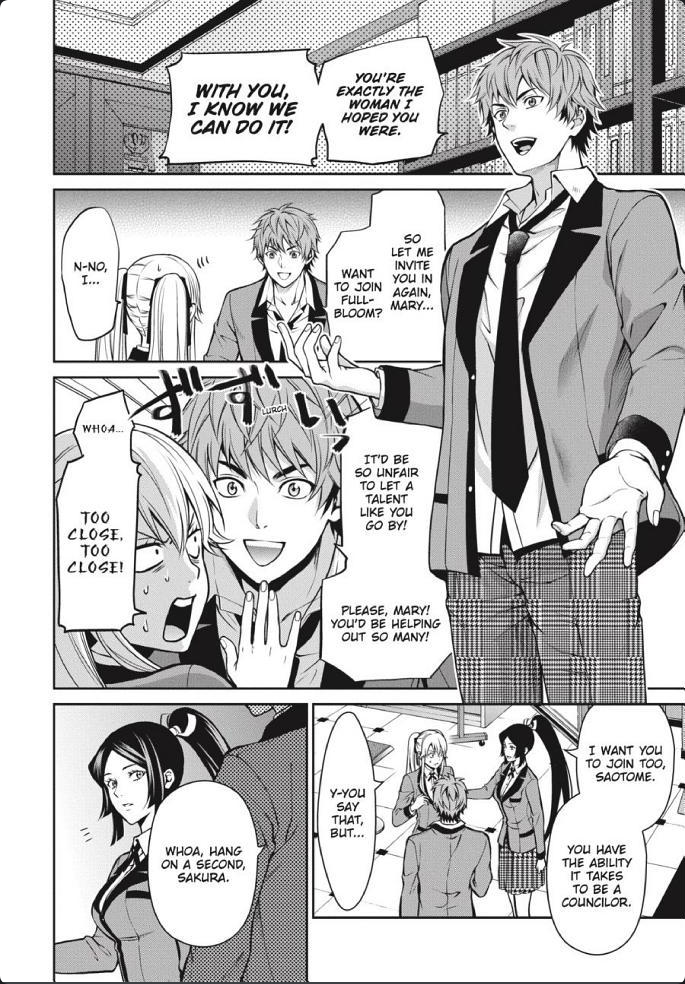 YOU'RE
EXACTLY THE
WOMAN I
HOPED YOU
WERE.
WITH YOU,
I KNOW WE
CAN DO IT!
SO
LET ME
INVITE
YOU IN
AGAIN,
MARY...
WANT
TO JOIN
FULL-
BLOOM?
N-NO,
I...
ずずいっ
LURCH
IT'D BE
SO UNFAIR
TO LET A
TALENT
LIKE YOU
GO BY!
PLEASE, MARY!
YOU'D BE HELPING
OUT SO MANY!
WHOA...
TOO
CLOSE,
TOO
CLOSE!
I WANT YOU
TO JOIN TOO,
SAOTOME.
YOU HAVE
THE ABILITY
IT TAKES
TO BE A
COUNCILOR.
Y-YOU
SAY
THAT,
BUT...
WHOA, HANG
ON A SECOND,
SAKURA.